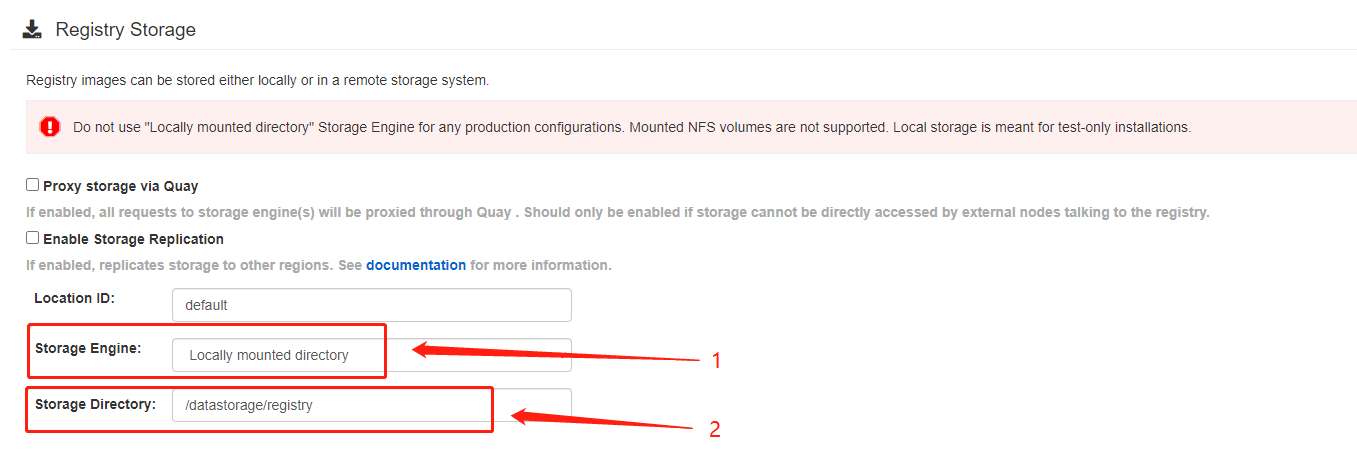 Registry Storage
Registry images can be stored either locally or in a remote storage system.
Do not use "Locally mounted directory" Storage Engine for any production configurations. Mounted NFS volumes are not supported. Local storage is meant for test-only installations.
Proxy storage via Quay
If enabled, all requests to storage engine(s) will be proxied through Quay . Should only be enabled if storage cannot be directly accessed by external nodes talking to the registry.
Enable Storage Replication
If enabled, replicates storage to other regions. See documentation for more information.
Location ID: default
Storage Engine: Locally mounted directory 1
Storage Directory: /datastorage/registry 2